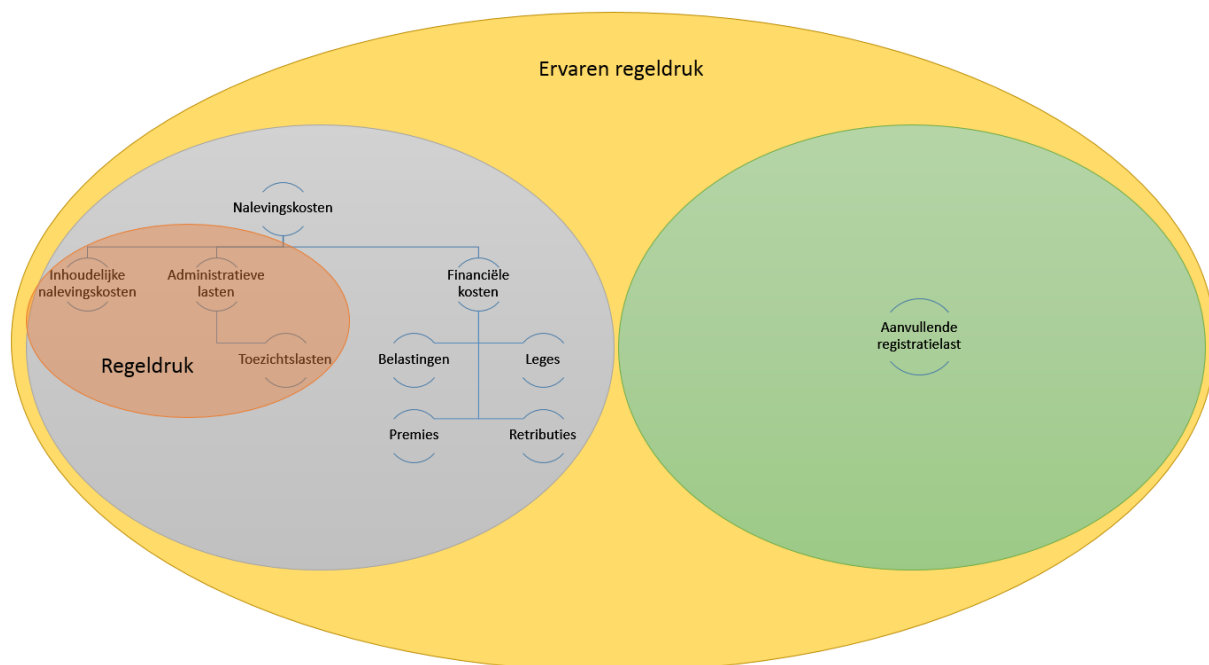 Ervaren regeldruk
Nalevingskosten
Inhoudelijke
nalevingskosten
Administratieve
lasten
Financiële
kosten
Regeldruk
Toezichtslasten
Belastingen
Leges
Premies
Retributies
Aanvullende
registratielast